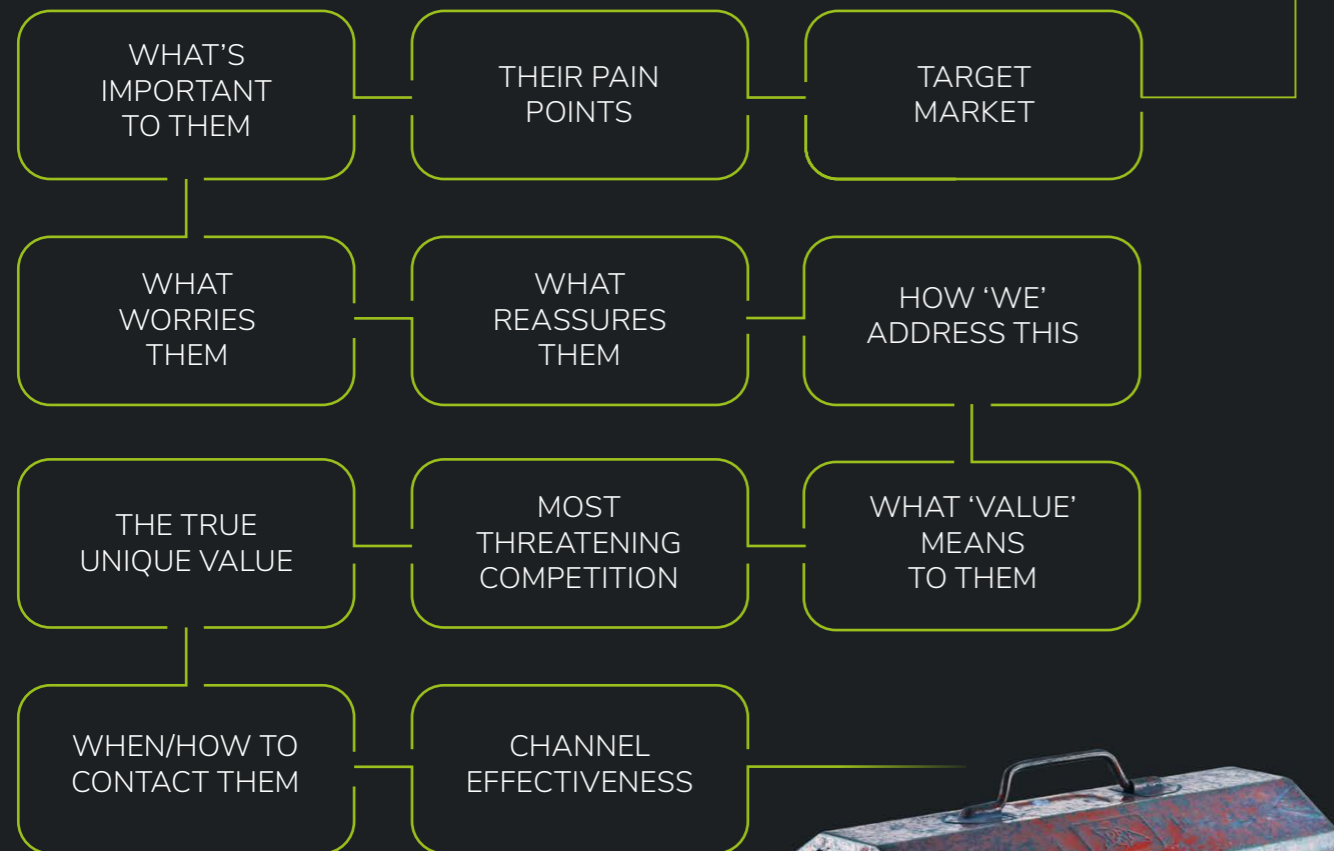 WHAT’S
IMPORTANT
TO THEM
THEIR PAIN
POINTS
TARGET
MARKET
WHAT
WORRIES
THEM
WHAT
REASSURES
THEM
HOW ‘WE’
ADDRESS THIS
THE TRUE
UNIQUE VALUE
MOST
THREATENING
COMPETITION
WHAT ‘VALUE’
MEANS
TO THEM
WHEN/HOW TO
CONTACT THEM
CHANNEL
EFFECTIVENESS